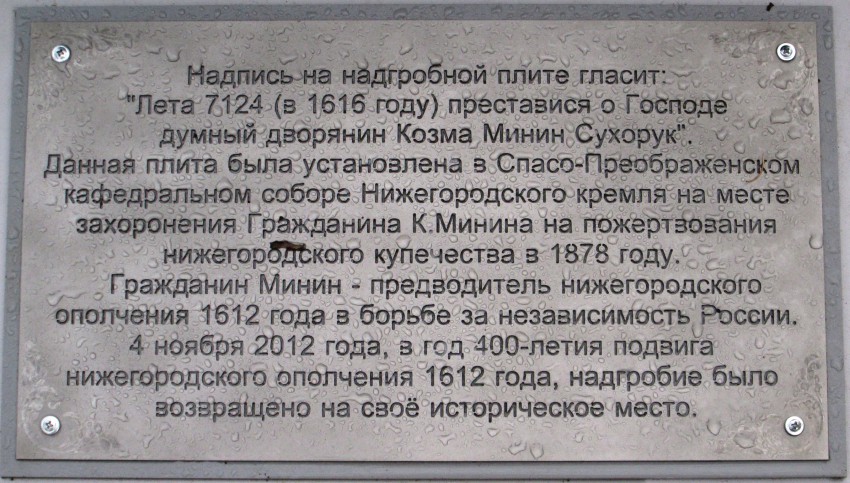 Надпись на надгробной плите гласит:
"Лета 7124 (в 1616 году) преставися о Господе
думный дворянин Козма Минин Сухорук".
Данная плита была установлена в Спасо-Преображенском
кафедральном соборе Нижегородского кремля на месте
захоронения Гражданина К.Минина на пожертвования
нижегородского купечества в 1878 году.
Гражданин Минин - предводитель нижегородского
ополчения 1612 года в борьбе за независимость России.
4 ноября 2012 года, в год 400-летия подвига
нижегородского ополчения 1612 года, надгробие было
возвращено на своё историческое место.